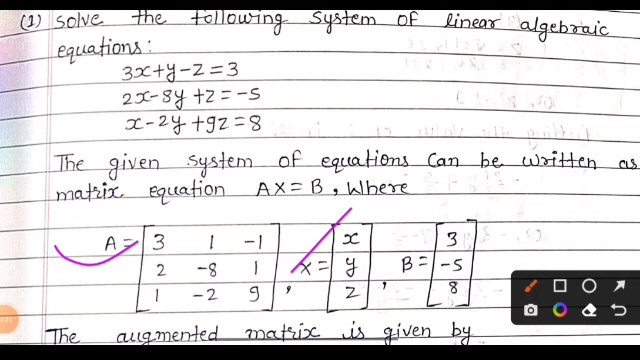 (1) Solve the following system of linear algebraic
equations:
3x+y-z=3
2x-8y+z=-5
x-2y+9z=8
The given system of equations can be written as
matrix equation AX=B, Where
A= [3 1 -1
2 -8 1
1 -2 9], X= [x
y
z], B= [3
-5
8]
The augmented matrix is given by